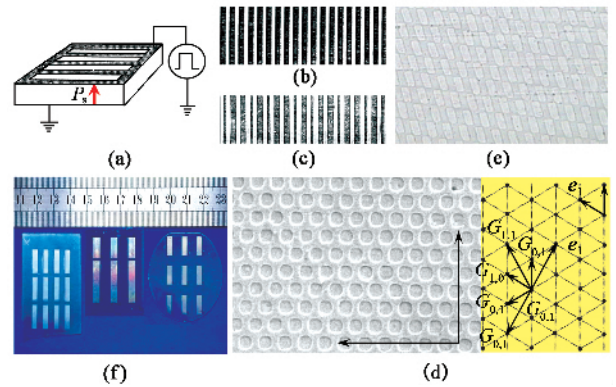 P_s
(a)
(b)
(c)
(e)
11 12 13 14 15 16 17 18 19 20 21 22 23
(f)
e_1
G_{1,1}
G_{0,1}
e_1
G_{1,0}
G_{0,1}
G_{0,1}
G_{0,1}
(d)